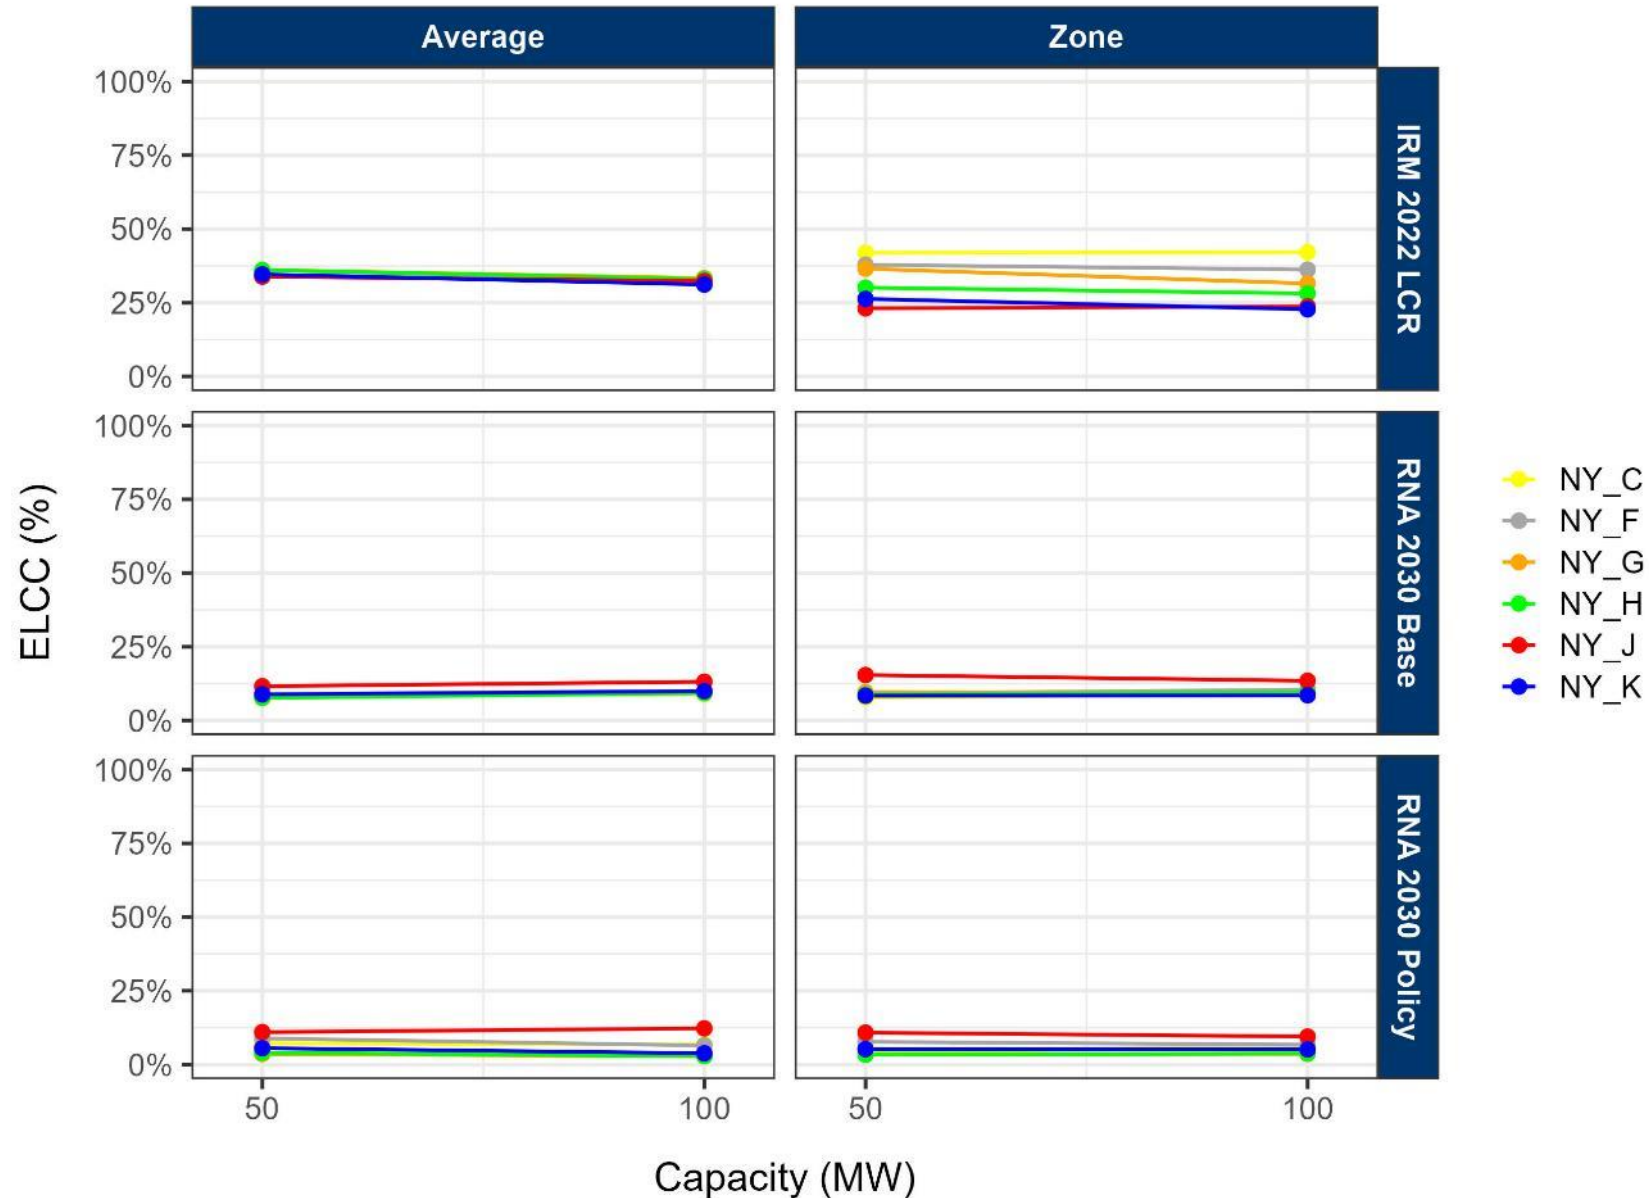 Average
Zone
100%
75%
50%
25%
0%
IRM 2022 LCR
100%
75%
50%
25%
0%
RNA 2030 Base
100%
75%
50%
25%
0%
RNA 2030 Policy
50
100
50
100
ELCC (%)
Capacity (MW)
NY_C
NY_F
NY_G
NY_H
NY_J
NY_K